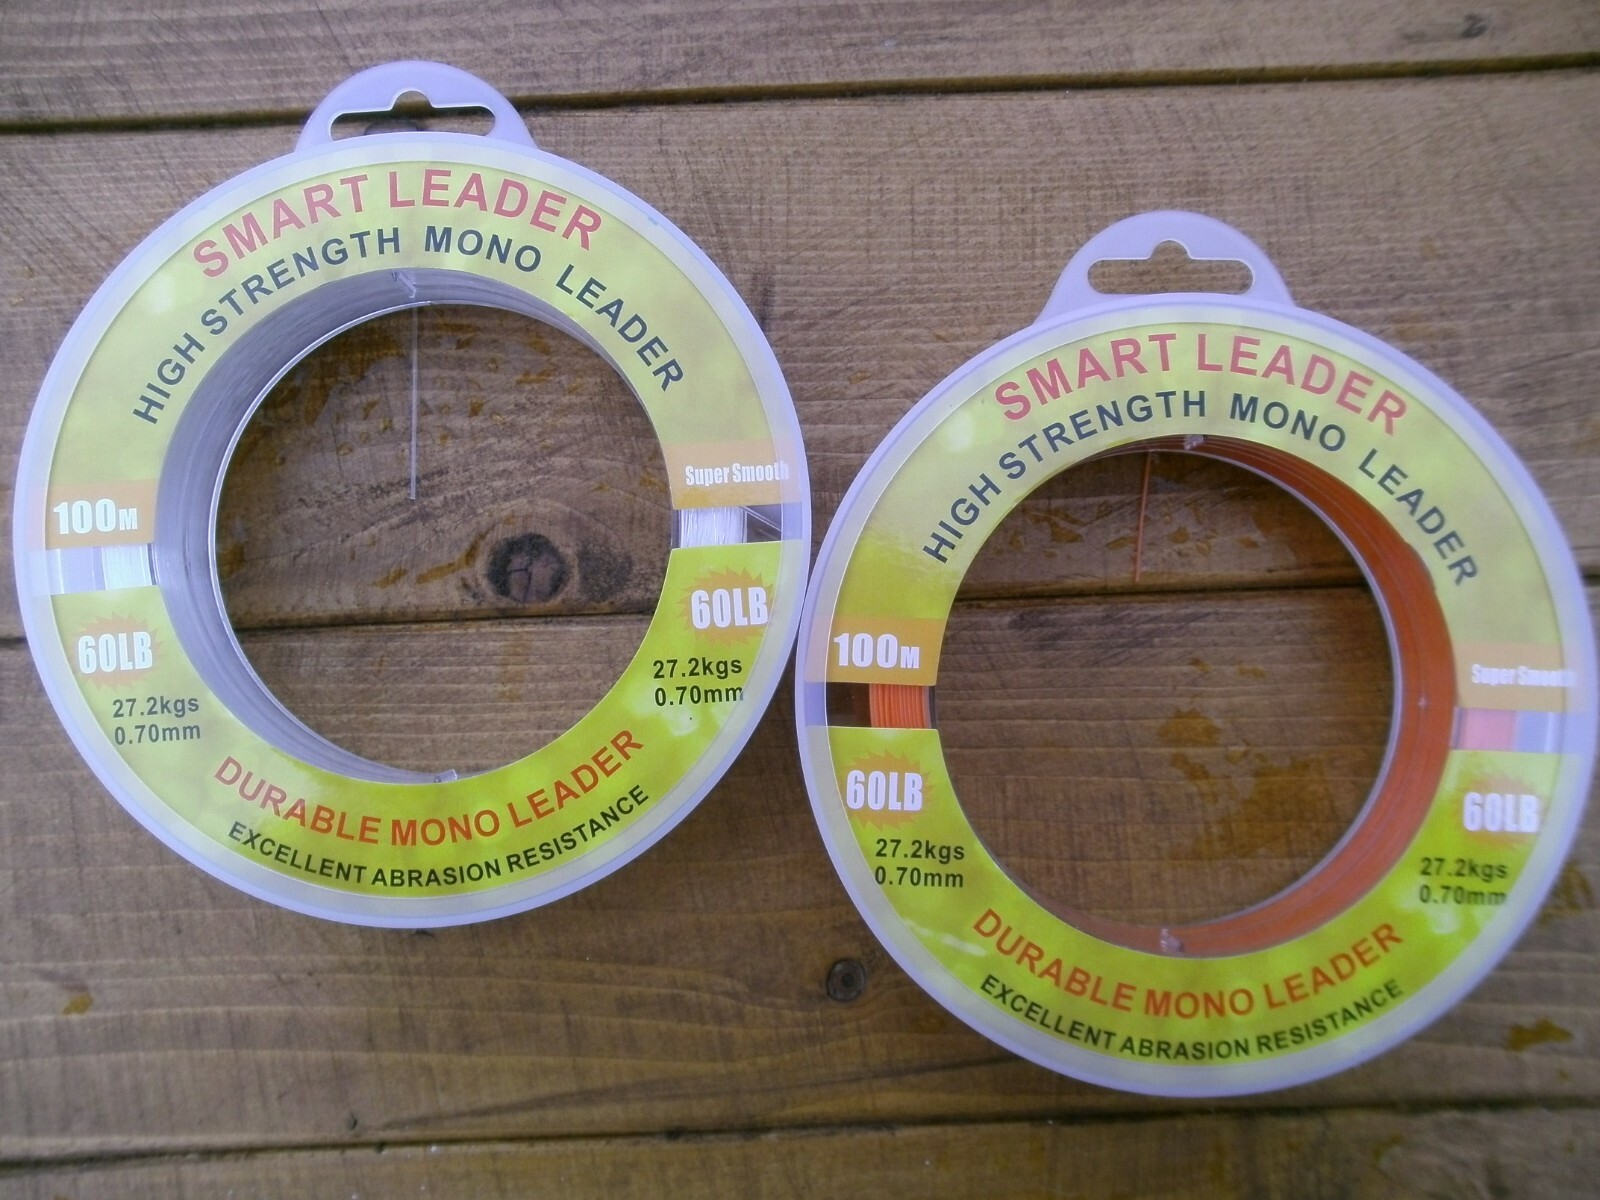 SMART LEADER
HIGH STRENGTH MONO LEADER
Super Smooth
100M
60LB
27.2kgs
0.70mm
60LB
27.2kgs
0.70mm
DURABLE MONO LEADER
EXCELLENT ABRASION RESISTANCE
SMART LEADER
HIGH STRENGTH MONO LEADER
100M
Super Smooth
60LB
27.2kgs
0.70mm
60LB
27.2kgs
0.70mm
DURABLE MONO LEADER
EXCELLENT ABRASION RESISTANCE